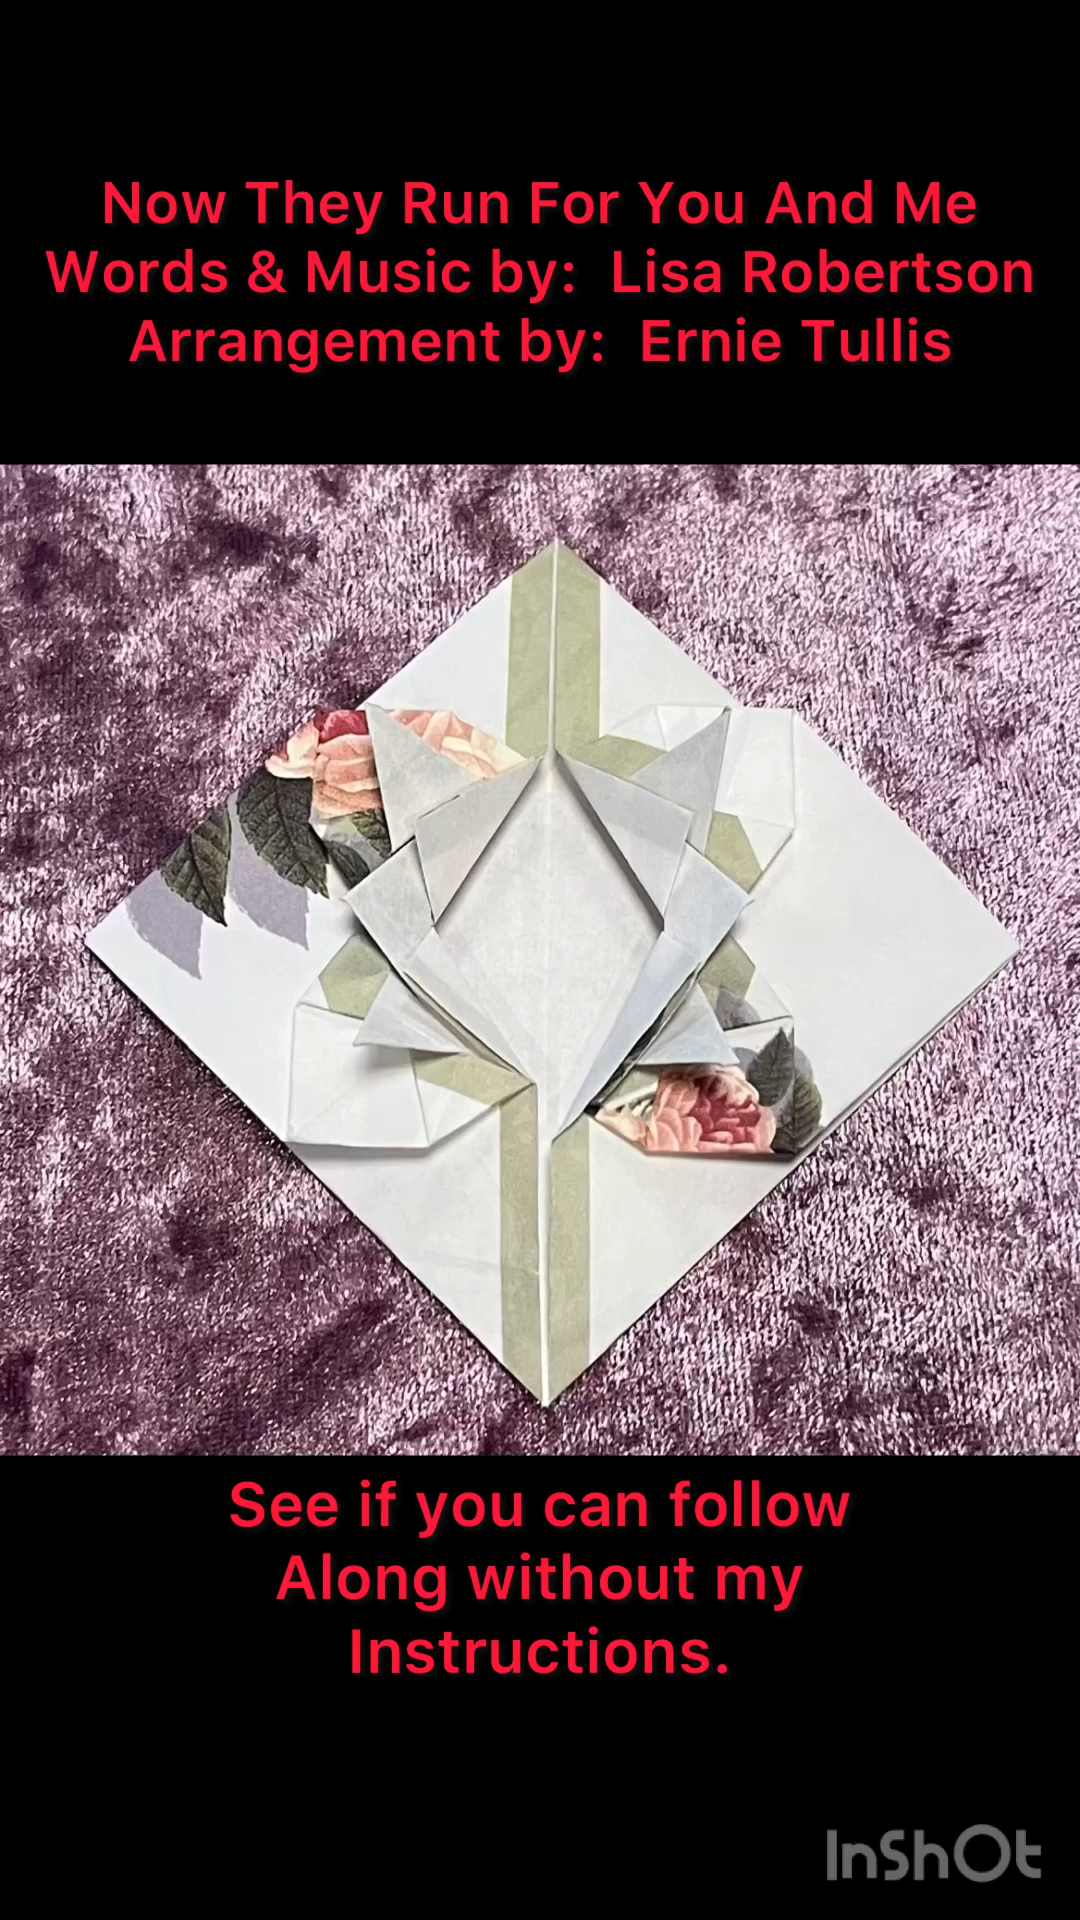 Now They Run For You And Me
Words & Music by: Lisa Robertson
Arrangement by: Ernie Tullis
See if you can follow
Along without my
Instructions.
InShOt